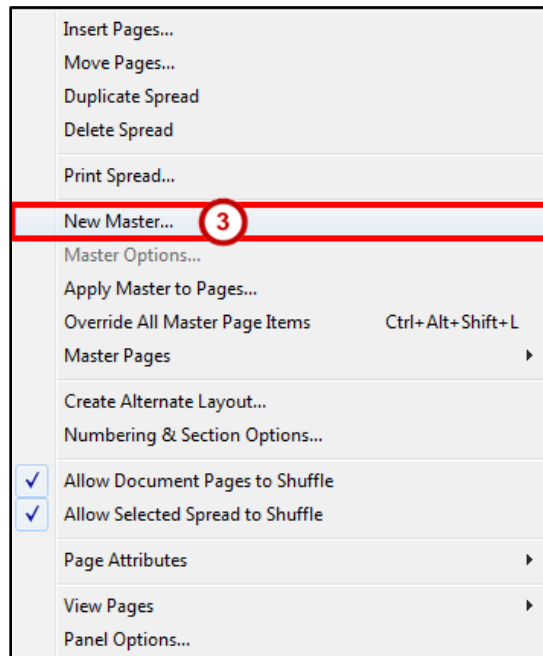 Insert Pages...
Move Pages...
Duplicate Spread
Delete Spread
Print Spread...
New Master... 3
Master Options...
Apply Master to Pages...
Override All Master Page Items Ctrl+Alt+Shift+L
Master Pages
Create Alternate Layout...
Numbering & Section Options...
Allow Document Pages to Shuffle
Allow Selected Spread to Shuffle
Page Attributes
View Pages
Panel Options...